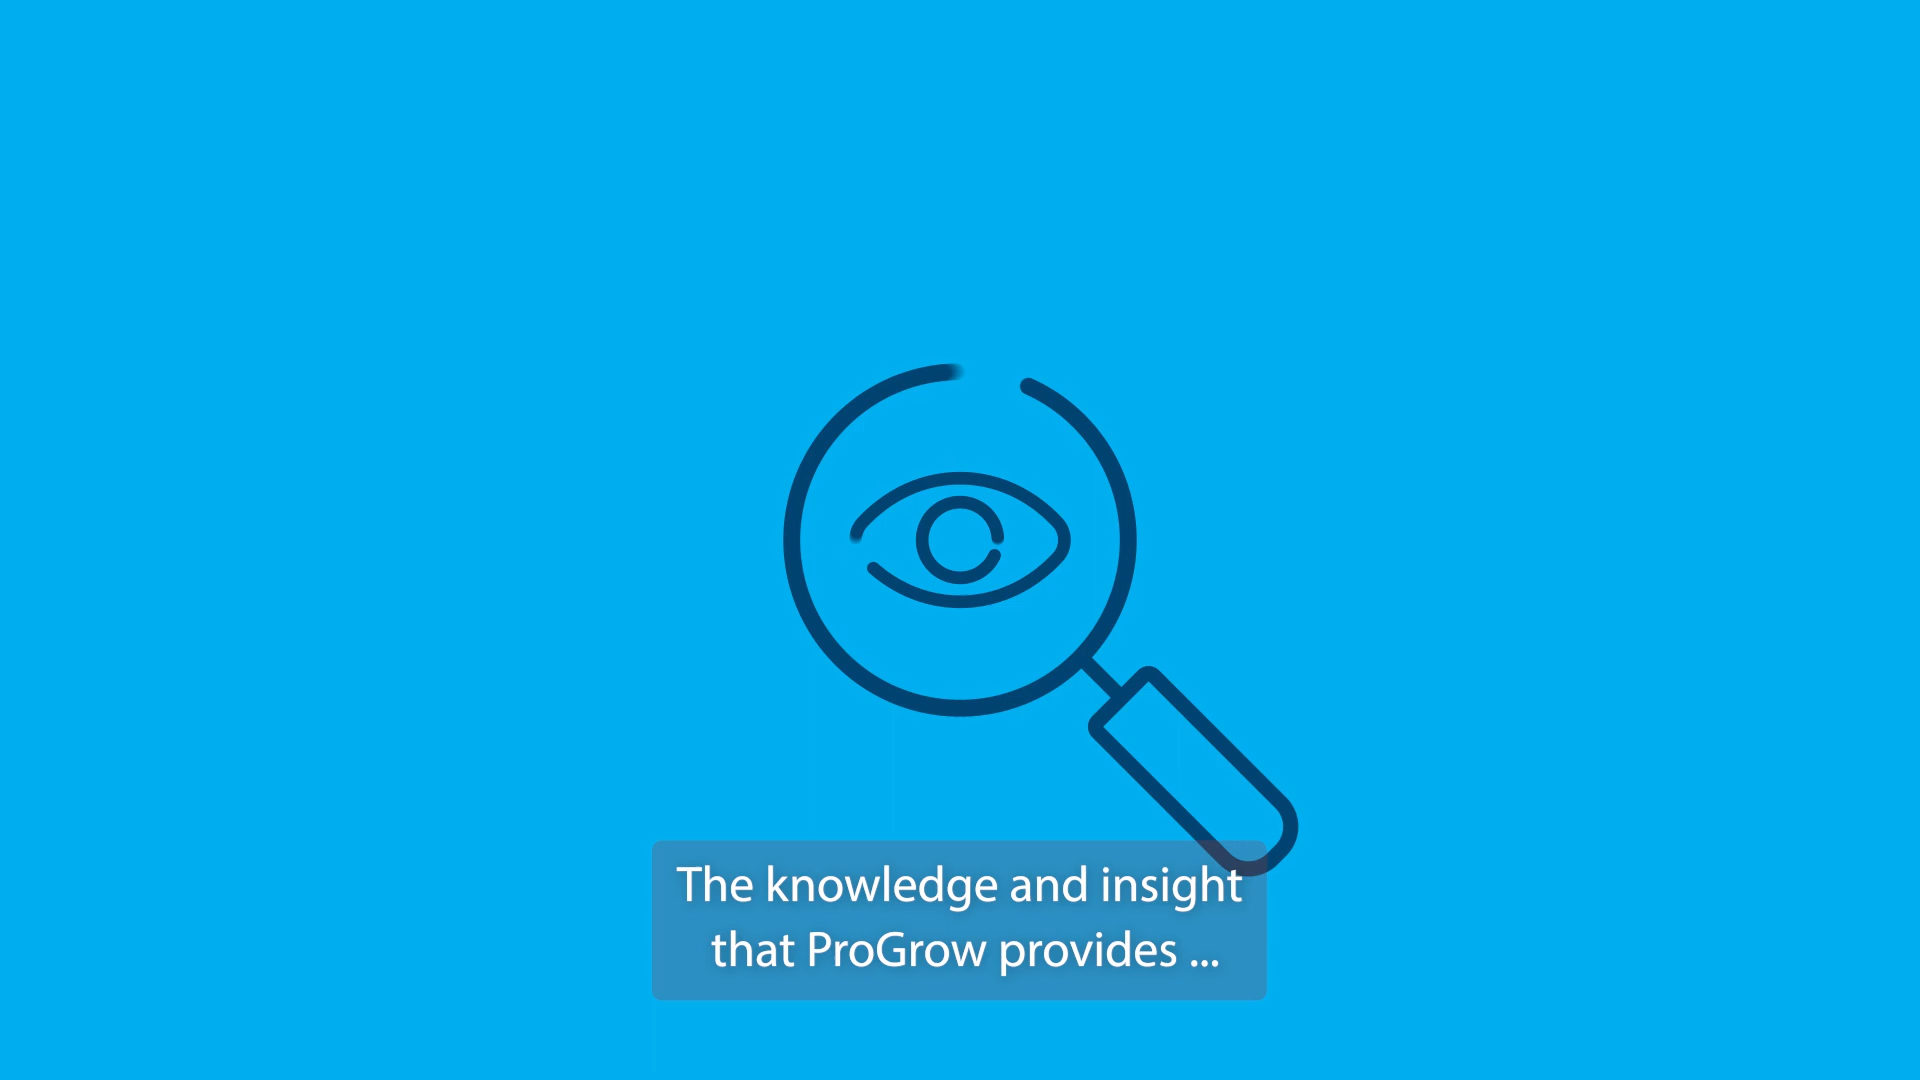 The knowledge and insight
that ProGrow provides ...